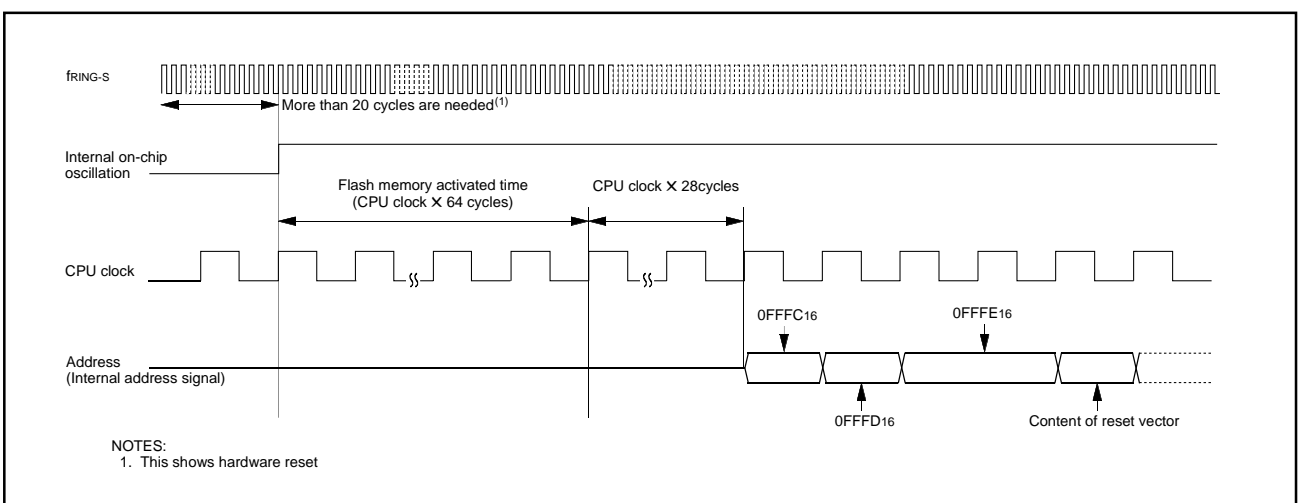 fRING-S
More than 20 cycles are needed(1)
Internal on-chip
oscillation
Flash memory activated time
(CPU clock × 64 cycles)
CPU clock × 28cycles
CPU clock
0FFFC16
0FFFE16
Address
(Internal address signal)
0FFFD16
Content of reset vector
NOTES:
1. This shows hardware reset